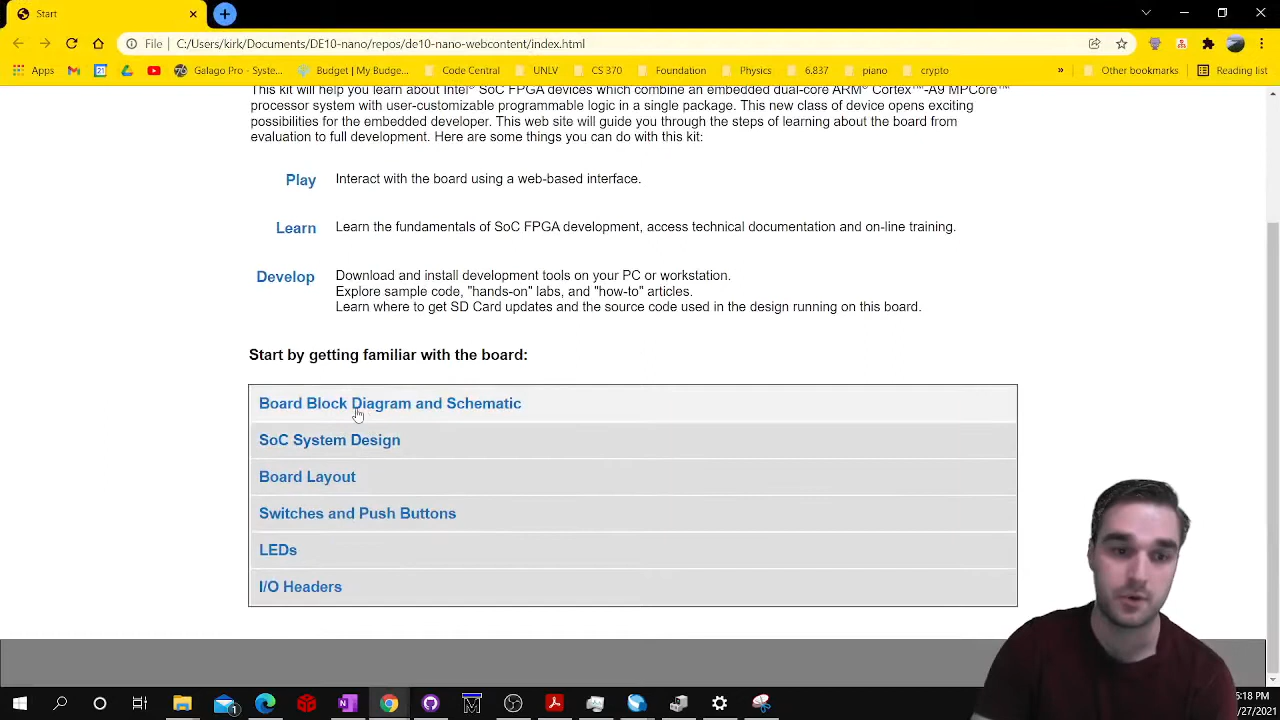 Start
File
C:/Users/kirk/Documents/DE10-nano/repos/de10-nano-webcontent/index.html
Apps
Galago Pro - Syste...
Budget | My Budge...
Code Central
UNLV
CS 370
Foundation
Physics
6.837
piano
crypto
»
Other bookmarks
Reading list
This kit will help you learn about Intel® SoC FPGA devices which combine an embedded dual-core ARM® Cortex™-A9 MPCore™
processor system with user-customizable programmable logic in a single package. This new class of device opens exciting
possibilities for the embedded developer. This web site will guide you through the steps of learning about the board from
evaluation to full development. Here are some things you can do with this kit:
Play
Interact with the board using a web-based interface.
Learn
Learn the fundamentals of SoC FPGA development, access technical documentation and on-line training.
Develop
Download and install development tools on your PC or workstation.
Explore sample code, "hands-on" labs, and "how-to" articles.
Learn where to get SD Card updates and the source code used in the design running on this board.
Start by getting familiar with the board:
Board Block Diagram and Schematic
SoC System Design
Board Layout
Switches and Push Buttons
LEDs
I/O Headers
5:18 PM
/27/2021